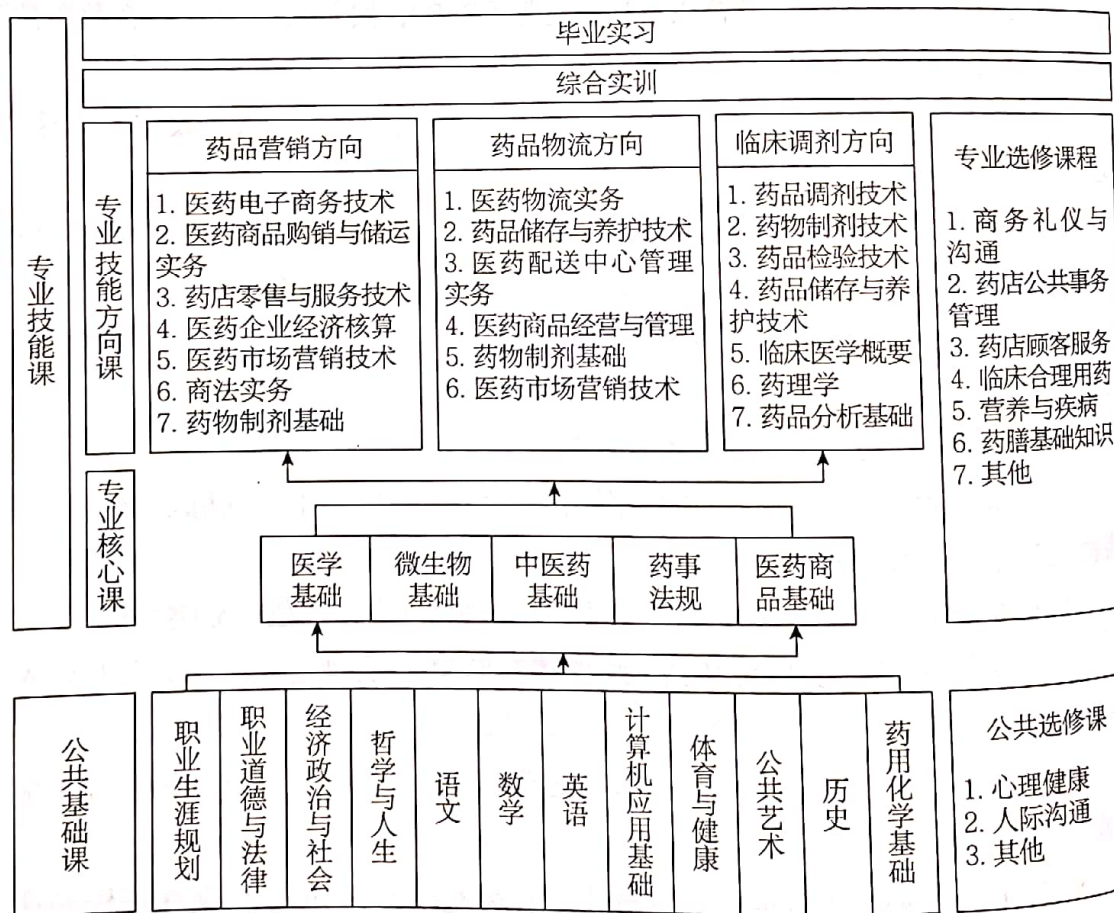 毕业实习
综合实训
专业技能课
专业技能方向课
药品营销方向
1. 医药电子商务技术
2. 医药商品购销与储运
实务
3. 药店零售与服务技术
4. 医药企业经济核算
5. 医药市场营销技术
6. 商法实务
7. 药物制剂基础
药品物流方向
1. 医药物流实务
2. 药品储存与养护技术
3. 医药配送中心管理
实务
4. 医药商品经营与管理
5. 药物制剂基础
6. 医药市场营销技术
临床调剂方向
1. 药品调剂技术
2. 药物制剂技术
3. 药品检验技术
4. 药品储存与养
护技术
5. 临床医学概要
6. 药理学
7. 药品分析基础
专业选修课程
1. 商务礼仪与
沟通
2. 药店公共事务
管理
3. 药店顾客服务
4. 临床合理用药
5. 营养与疾病
6. 药膳基础知识
7. 其他
专业核心课
医学
基础
微生物
基础
中医药
基础
药事
法规
医药商
品基础
公共基础课
职业生涯规划
职业道德与法律
经济政治与社会
哲学与人生
语文
数学
英语
计算机应用基础
体育与健康
公共艺术
历史
药用化学基础
公共选修课
1. 心理健康
2. 人际沟通
3. 其他